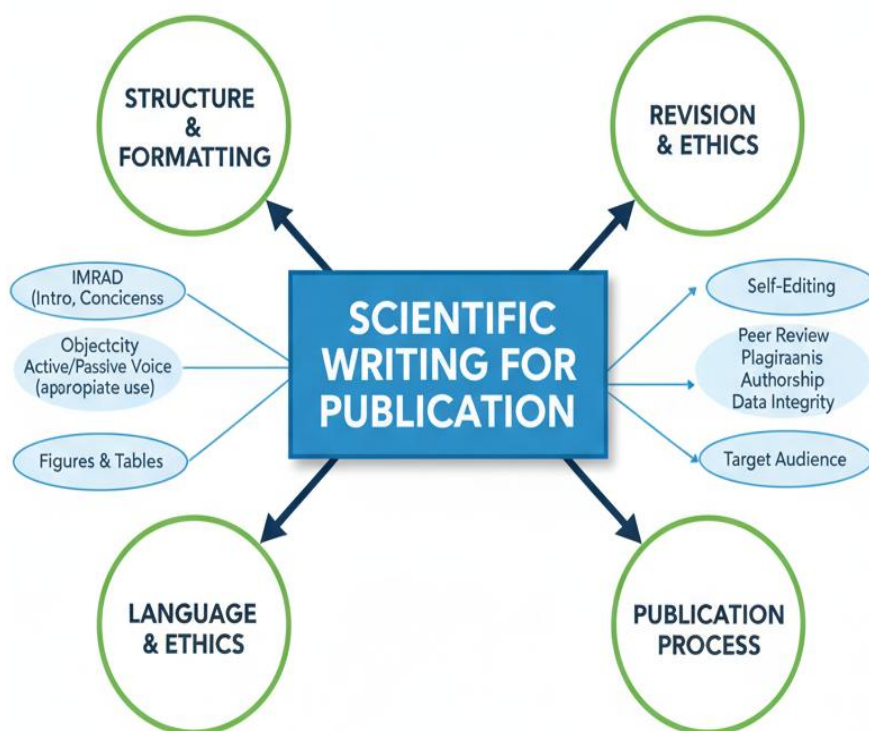 STRUCTURE
&
FORMATTING
REVISION
& ETHICS
IMRAD
(Intro, Concicenss
Objectcity
Active/Passive Voice
(aporopiate use)
Figures & Tables
SCIENTIFIC
WRITING FOR
PUBLICATION
Self-Editing
Peer Review
Plagiraanis
Authorship
Data Integrity
Target Audience
LANGUAGE
& ETHICS
PUBLICATION
PROCESS